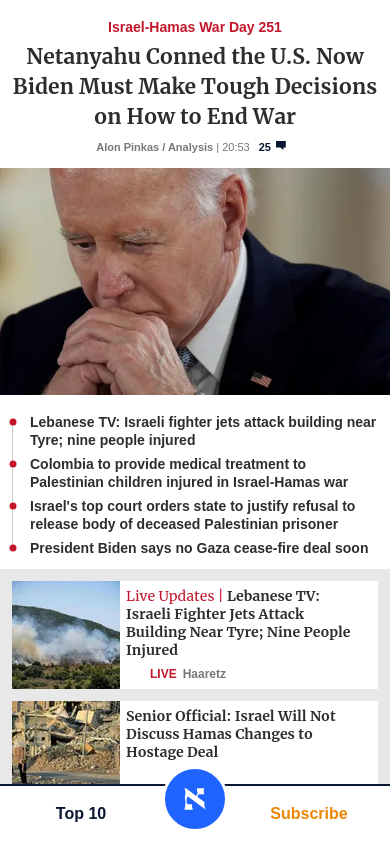 Israel-Hamas War Day 251
Netanyahu Conned the U.S. Now
Biden Must Make Tough Decisions
on How to End War
Alon Pinkas / Analysis | 20:53 25
Lebanese TV: Israeli fighter jets attack building near
Tyre; nine people injured
Colombia to provide medical treatment to
Palestinian children injured in Israel-Hamas war
Israel's top court orders state to justify refusal to
release body of deceased Palestinian prisoner
President Biden says no Gaza cease-fire deal soon
Live Updates | Lebanese TV:
Israeli Fighter Jets Attack
Building Near Tyre; Nine People
Injured
LIVE Haaretz
Senior Official: Israel Will Not
Discuss Hamas Changes to
Hostage Deal
Top 10
Subscribe